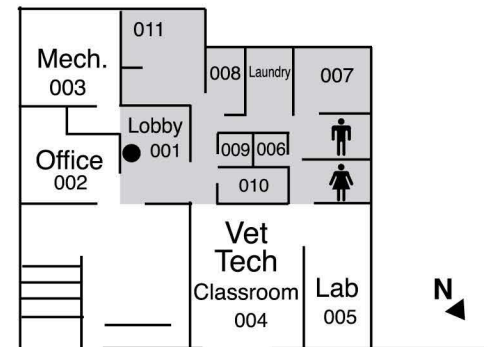 011
Mech.
003
008
Laundry
007
Lobby
001
009
006
Office
002
010
Vet
Tech
Classroom
004
Lab
005
N